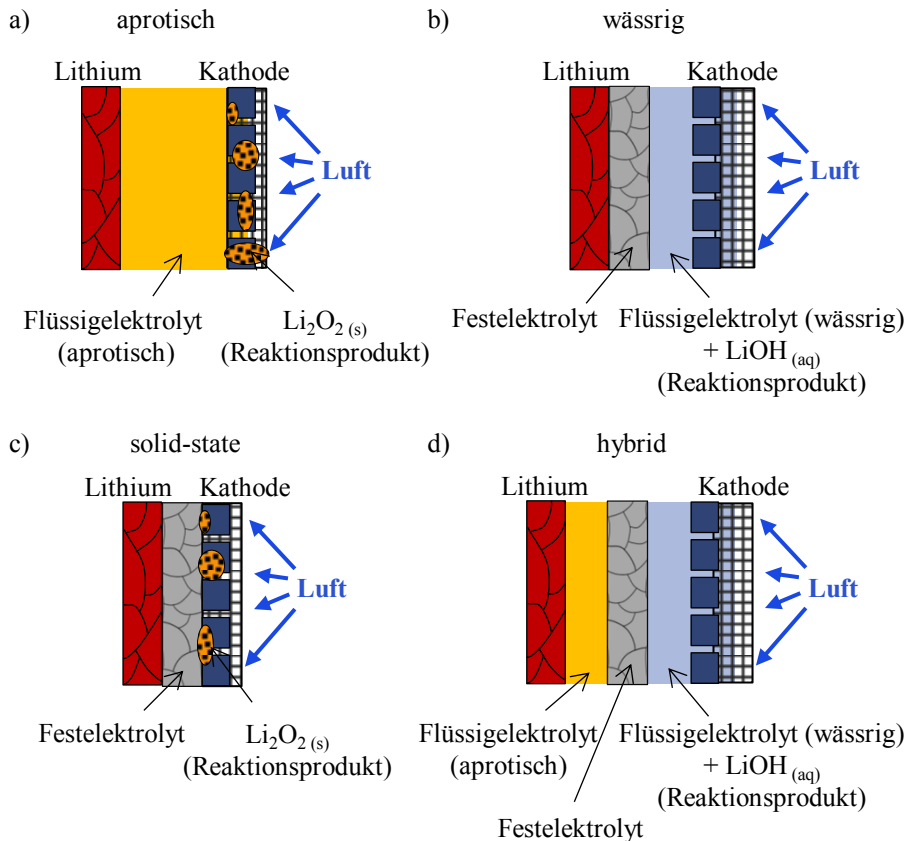 a) aprotisch
Lithium Kathode
Luft
Flüssigelektrolyt
(aprotisch)
Li₂O₂ (s)
(Reaktionsprodukt)
b) wässrig
Lithium Kathode
Luft
Festelektrolyt
Flüssigelektrolyt (wässrig)
+ LiOH (aq)
(Reaktionsprodukt)
c) solid-state
Lithium Kathode
Luft
Festelektrolyt
Li₂O₂ (s)
(Reaktionsprodukt)
d) hybrid
Lithium Kathode
Luft
Flüssigelektrolyt
(aprotisch)
Flüssigelektrolyt (wässrig)
+ LiOH (aq)
(Reaktionsprodukt)
Festelektrolyt